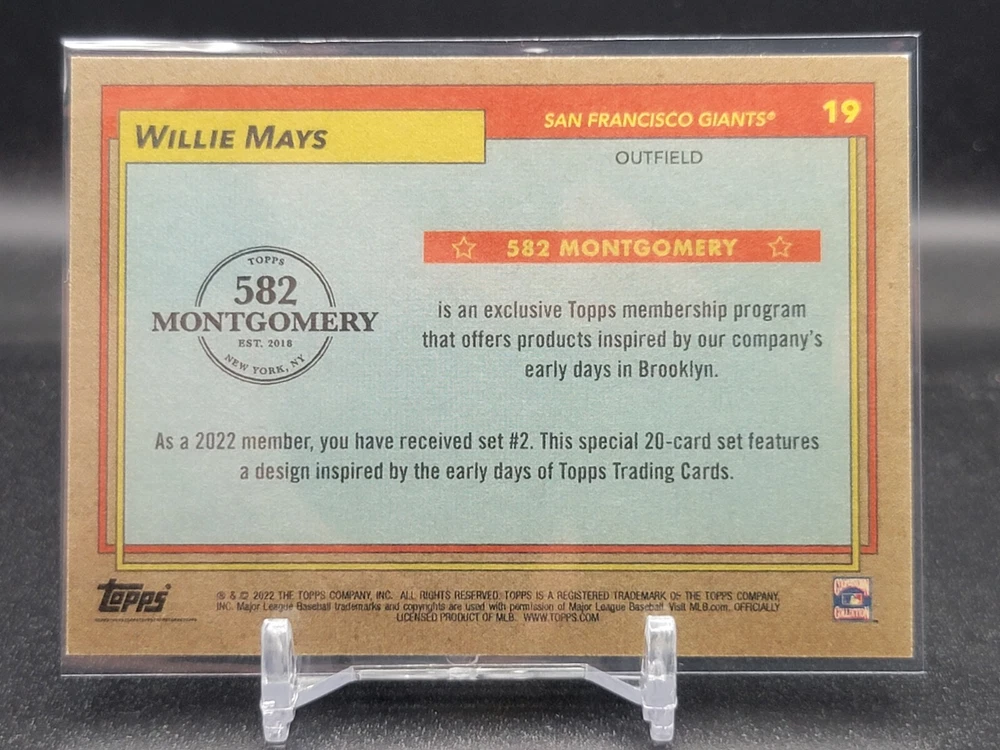 WILLIE MAYS
SAN FRANCISCO GIANTS®
19
OUTFIELD
TOPPS
582
MONTGOMERY
EST. 2018
NEW YORK, NY
582 MONTGOMERY
is an exclusive Topps membership program
that offers products inspired by our company's
early days in Brooklyn.
As a 2022 member, you have received set #2. This special 20-card set features
a design inspired by the early days of Topps Trading Cards.
topps
® & © 2022 THE TOPPS COMPANY, INC. ALL RIGHTS RESERVED. TOPPS IS A REGISTERED TRADEMARK OF THE TOPPS COMPANY,
INC. Major League Baseball trademarks and copyrights are used with permission of Major League Baseball. Visit MLB.com. OFFICIALLY
LICENSED PRODUCT OF MLB. WWW.TOPPS.COM